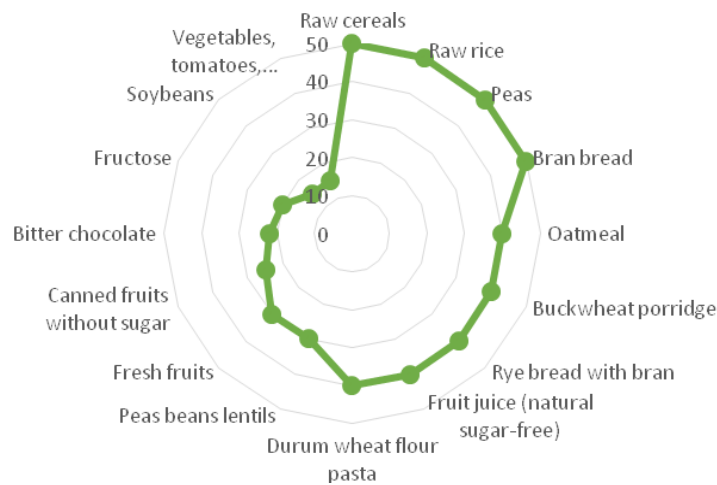 Raw cereals
Raw rice
Peas
Bran bread
Oatmeal
Buckwheat porridge
Rye bread with bran
Fruit juice (natural
sugar-free)
Durum wheat flour
pasta
Peas beans lentils
Fresh fruits
Canned fruits
without sugar
Bitter chocolate
Fructose
Soybeans
Vegetables,
tomatoes,...
50
40
30
20
10
0